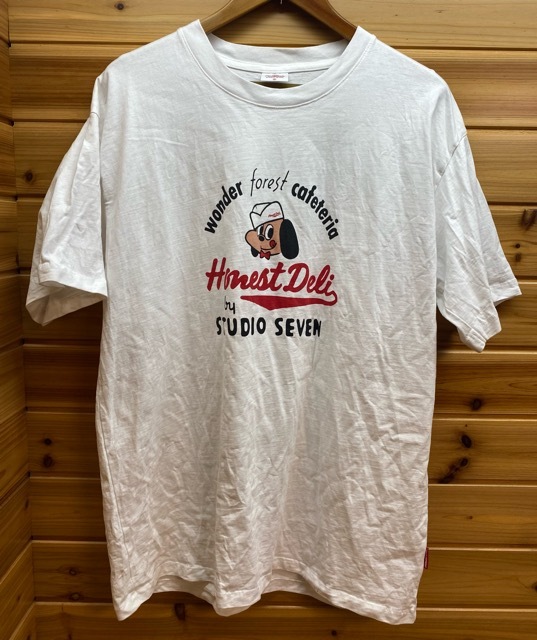 wonder forest cafeteria
Honest Deli
by
STUDIO SEVEN